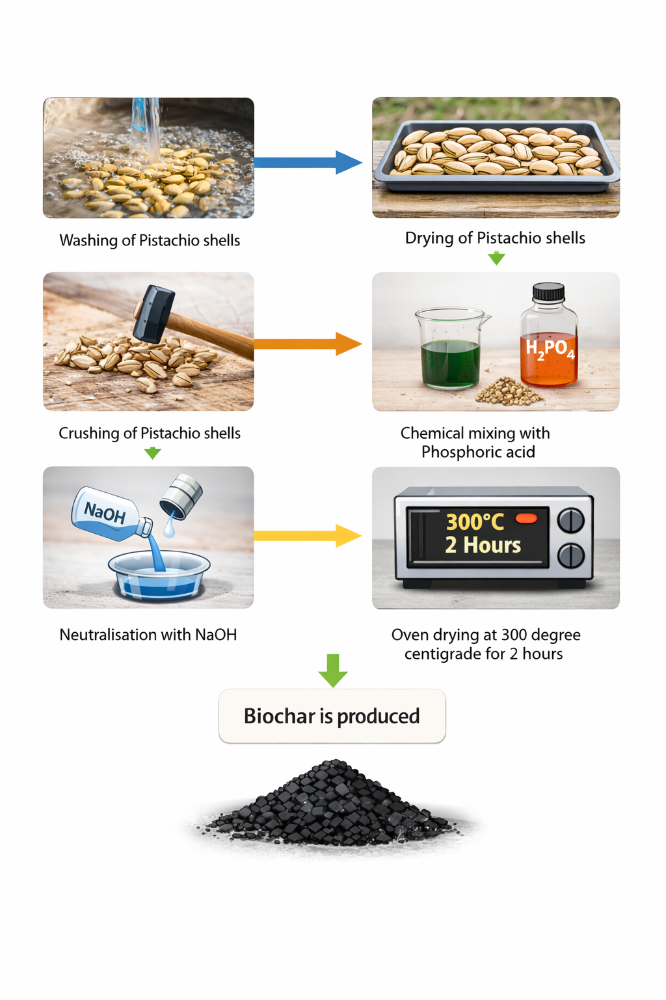 Washing of Pistachio shells
Drying of Pistachio shells
H₂PO₄
Crushing of Pistachio shells
Chemical mixing with
Phosphoric acid
NaOH
300°C
2 Hours
Neutralisation with NaOH
Oven drying at 300 degree
centigrade for 2 hours
Biochar is produced